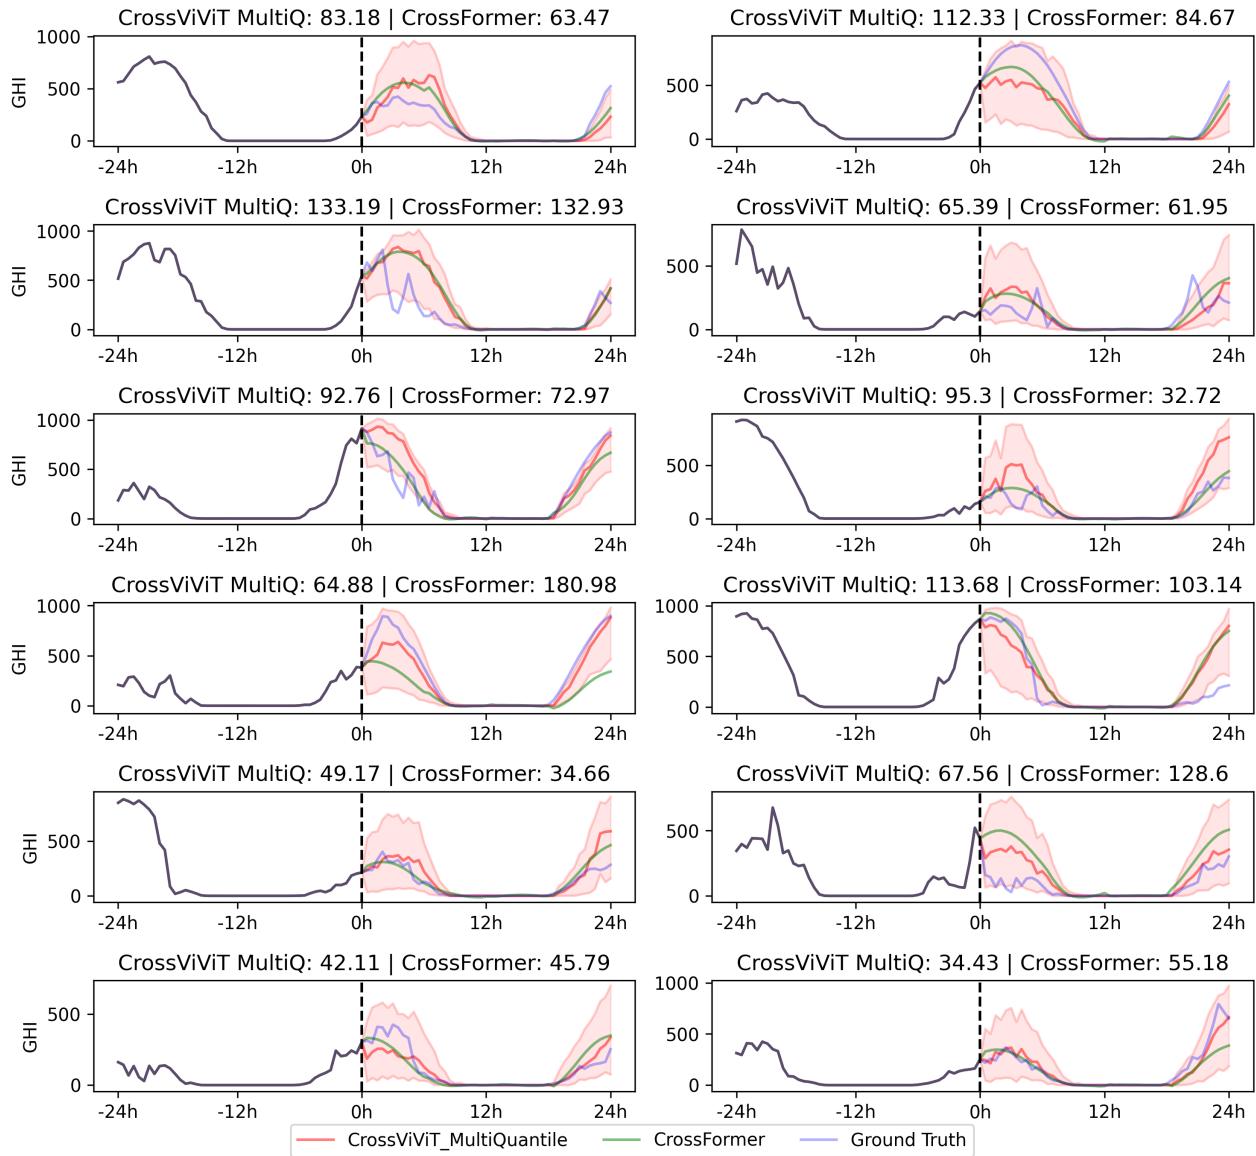 CrossViViT MultiQ: 83.18 | CrossFormer: 63.47
GHI
1000
500
0
-24h -12h 0h 12h 24h
CrossViViT MultiQ: 112.33 | CrossFormer: 84.67
500
0
-24h -12h 0h 12h 24h
CrossViViT MultiQ: 133.19 | CrossFormer: 132.93
GHI
1000
500
0
-24h -12h 0h 12h 24h
CrossViViT MultiQ: 65.39 | CrossFormer: 61.95
500
0
-24h -12h 0h 12h 24h
CrossViViT MultiQ: 92.76 | CrossFormer: 72.97
GHI
1000
500
0
-24h -12h 0h 12h 24h
CrossViViT MultiQ: 95.3 | CrossFormer: 32.72
500
0
-24h -12h 0h 12h 24h
CrossViViT MultiQ: 64.88 | CrossFormer: 180.98
GHI
1000
500
0
-24h -12h 0h 12h 24h
CrossViViT MultiQ: 113.68 | CrossFormer: 103.14
1000
500
0
-24h -12h 0h 12h 24h
CrossViViT MultiQ: 49.17 | CrossFormer: 34.66
GHI
500
0
-24h -12h 0h 12h 24h
CrossViViT MultiQ: 67.56 | CrossFormer: 128.6
500
0
-24h -12h 0h 12h 24h
CrossViViT MultiQ: 42.11 | CrossFormer: 45.79
GHI
500
0
-24h -12h 0h 12h 24h
CrossViViT MultiQ: 34.43 | CrossFormer: 55.18
1000
500
0
-24h -12h 0h 12h 24h
CrossViViT_MultiQuantile CrossFormer Ground Truth